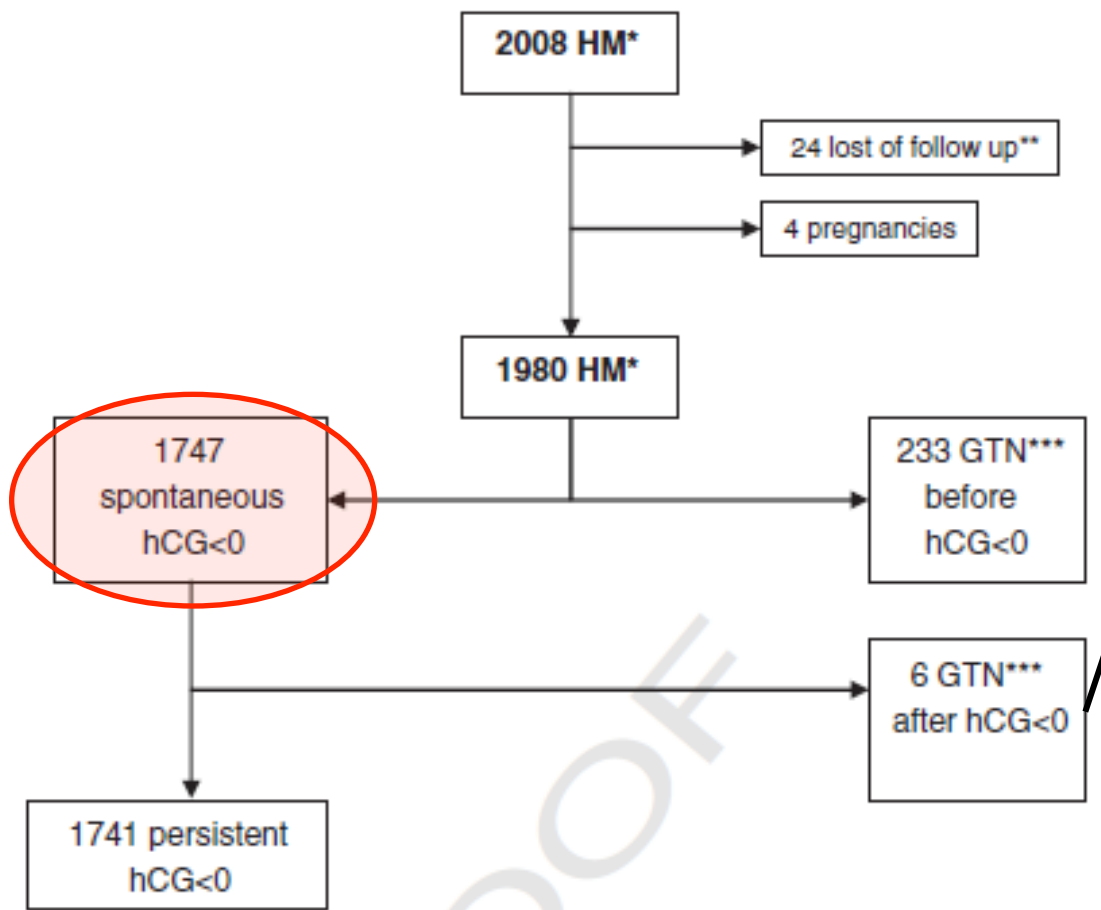 2008 HM*
24 lost of follow up**
4 pregnancies
1980 HM*
1747
spontaneous
hCG<0
233 GTN***
before
hCG<0
6 GTN***
after hCG<0
1741 persistent
hCG<0
OOF